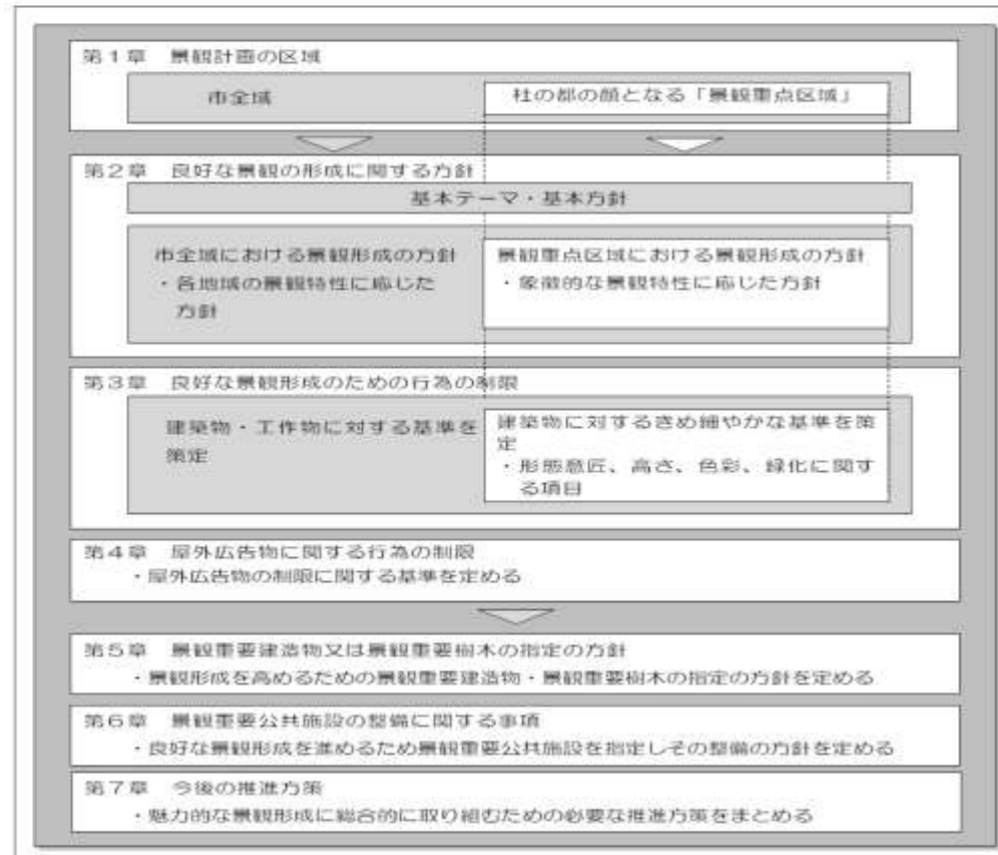 第1章　景観計画の区域
市全域
杜の都の顔となる「景観重点区域」
第2章　良好な景観の形成に関する方針
基本テーマ・基本方針
市全域における景観形成の方針
・各地域の景観特性に応じた
方針
景観重点区域における景観形成の方針
・象徴的な景観特性に応じた方針
第3章　良好な景観形成のための行為の制限
建築物・工作物に対する基準を
策定
建築物に対するきめ細やかな基準を策
定
・形態意匠、高さ、色彩、緑化に関す
る項目
第4章　屋外広告物に関する行為の制限
・屋外広告物の制限に関する基準を定める
第5章　景観重要建造物又は景観重要樹木の指定の方針
・景観形成を高めるための景観重要建造物・景観重要樹木の指定の方針を定める
第6章　景観重要公共施設の整備に関する事項
・良好な景観形成を進めるため景観重要公共施設を指定しその整備の方針を定める
第7章　今後の推進方策
・魅力的な景観形成に総合的に取り組むための必要な推進方策をまとめる